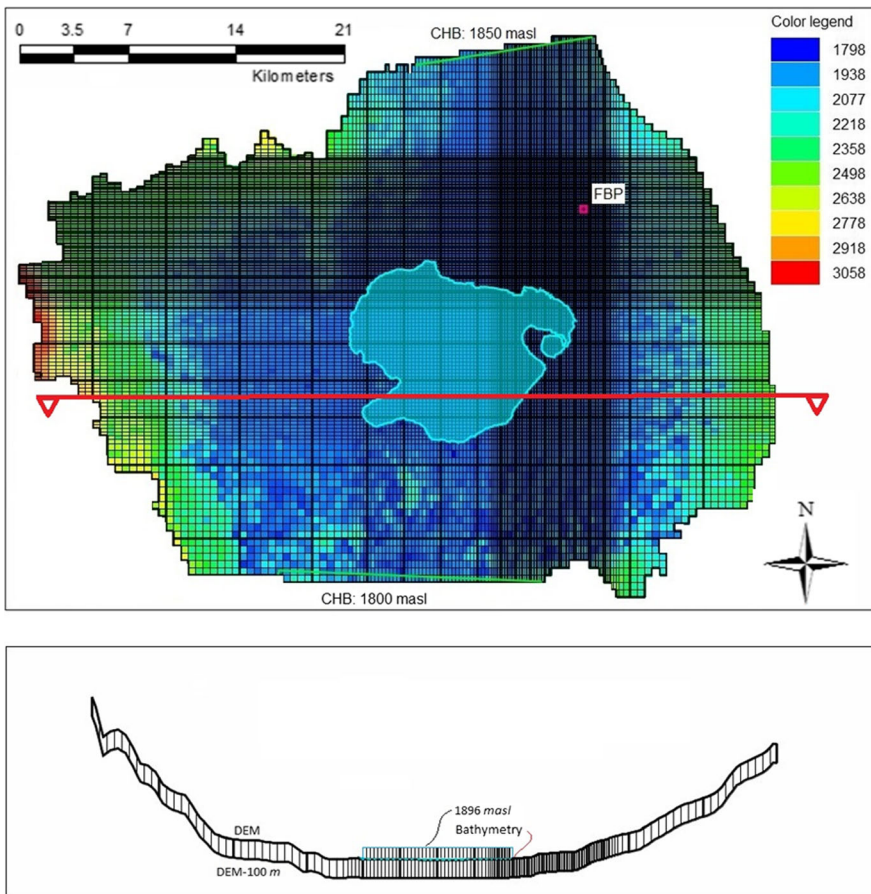 0 3.5 7 14 21
Kilometers
CHB: 1850 masl
Color legend
1798
1938
2077
2218
2358
2498
2638
2778
2918
3058
FBP
N
CHB: 1800 masl
1896 masl
Bathymetry
DEM
DEM-100 m